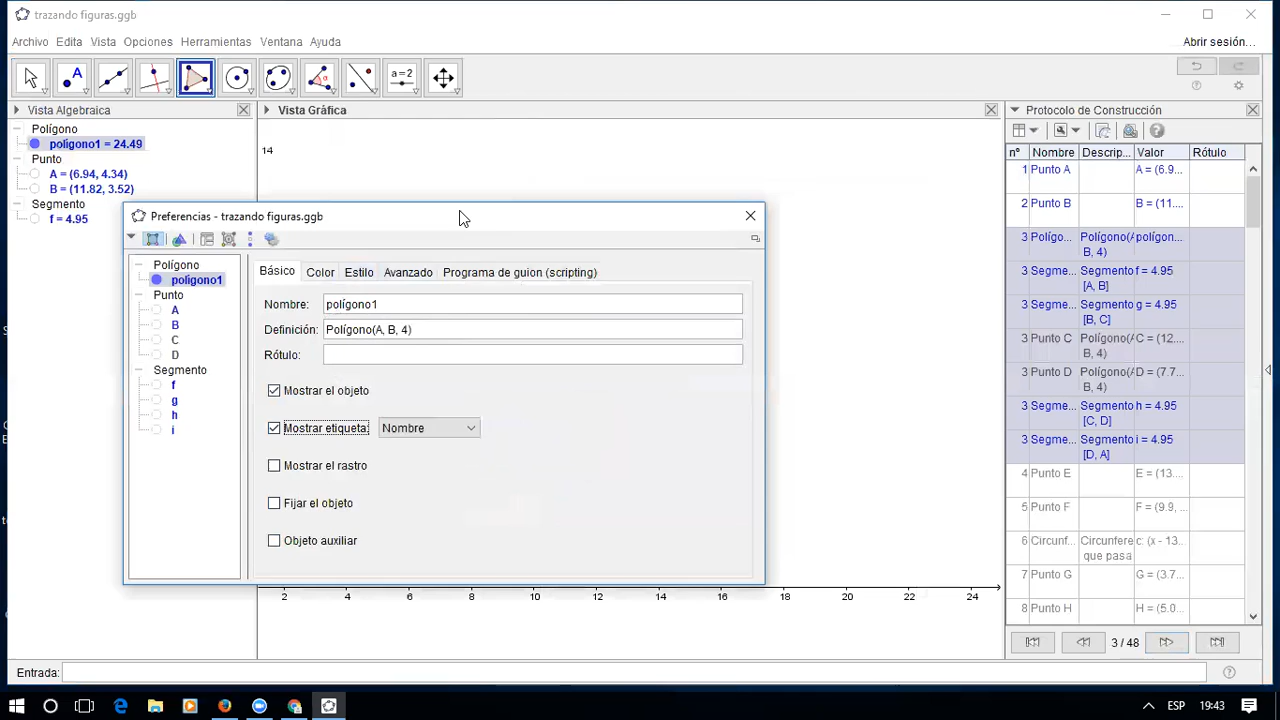 trazando figuras.ggb
Archivo Edita Vista Opciones Herramientas Ventana Ayuda
Abrir sesión...
A
α
a=2
Vista Algebraica
Vista Gráfica
Protocolo de Construcción
Polígono
polígono1 = 24.49
Punto
A = (6.94, 4.34)
B = (11.82, 3.52)
Segmento
f = 4.95
14
2 4 6 8 10 12 14 16 18 20 22 24
Preferencias - trazando figuras.ggb
Polígono
polígono1
Punto
A
B
C
D
Segmento
f
g
h
i
Básico Color Estilo Avanzado Programa de guion (scripting)
Nombre: polígono1
Definición: Polígono(A, B, 4)
Rótulo:
Mostrar el objeto
Mostrar etiqueta: Nombre
Mostrar el rastro
Fijar el objeto
Objeto auxiliar
nº Nombre Descrip... Valor Rótulo
1 Punto A A = (6.9...
2 Punto B B = (11....
3 Polígo... Polígono(A
B, 4) polígon...
3 Segme... Segmento f = 4.95
[A, B]
3 Segme... Segmento g = 4.95
[B, C]
3 Punto C Polígono(A C = (12....
B, 4)
3 Punto D Polígono(A D = (7.7...
B, 4)
3 Segme... Segmento h = 4.95
[C, D]
3 Segme... Segmento i = 4.95
[D, A]
4 Punto E E = (13....
5 Punto F F = (9.9, ...
6 Circunf... Circunfere c: (x - 13...
que pasa
7 Punto G G = (3.7...
8 Punto H H = (5.0...
3 / 48
Entrada:
ESP 19:43